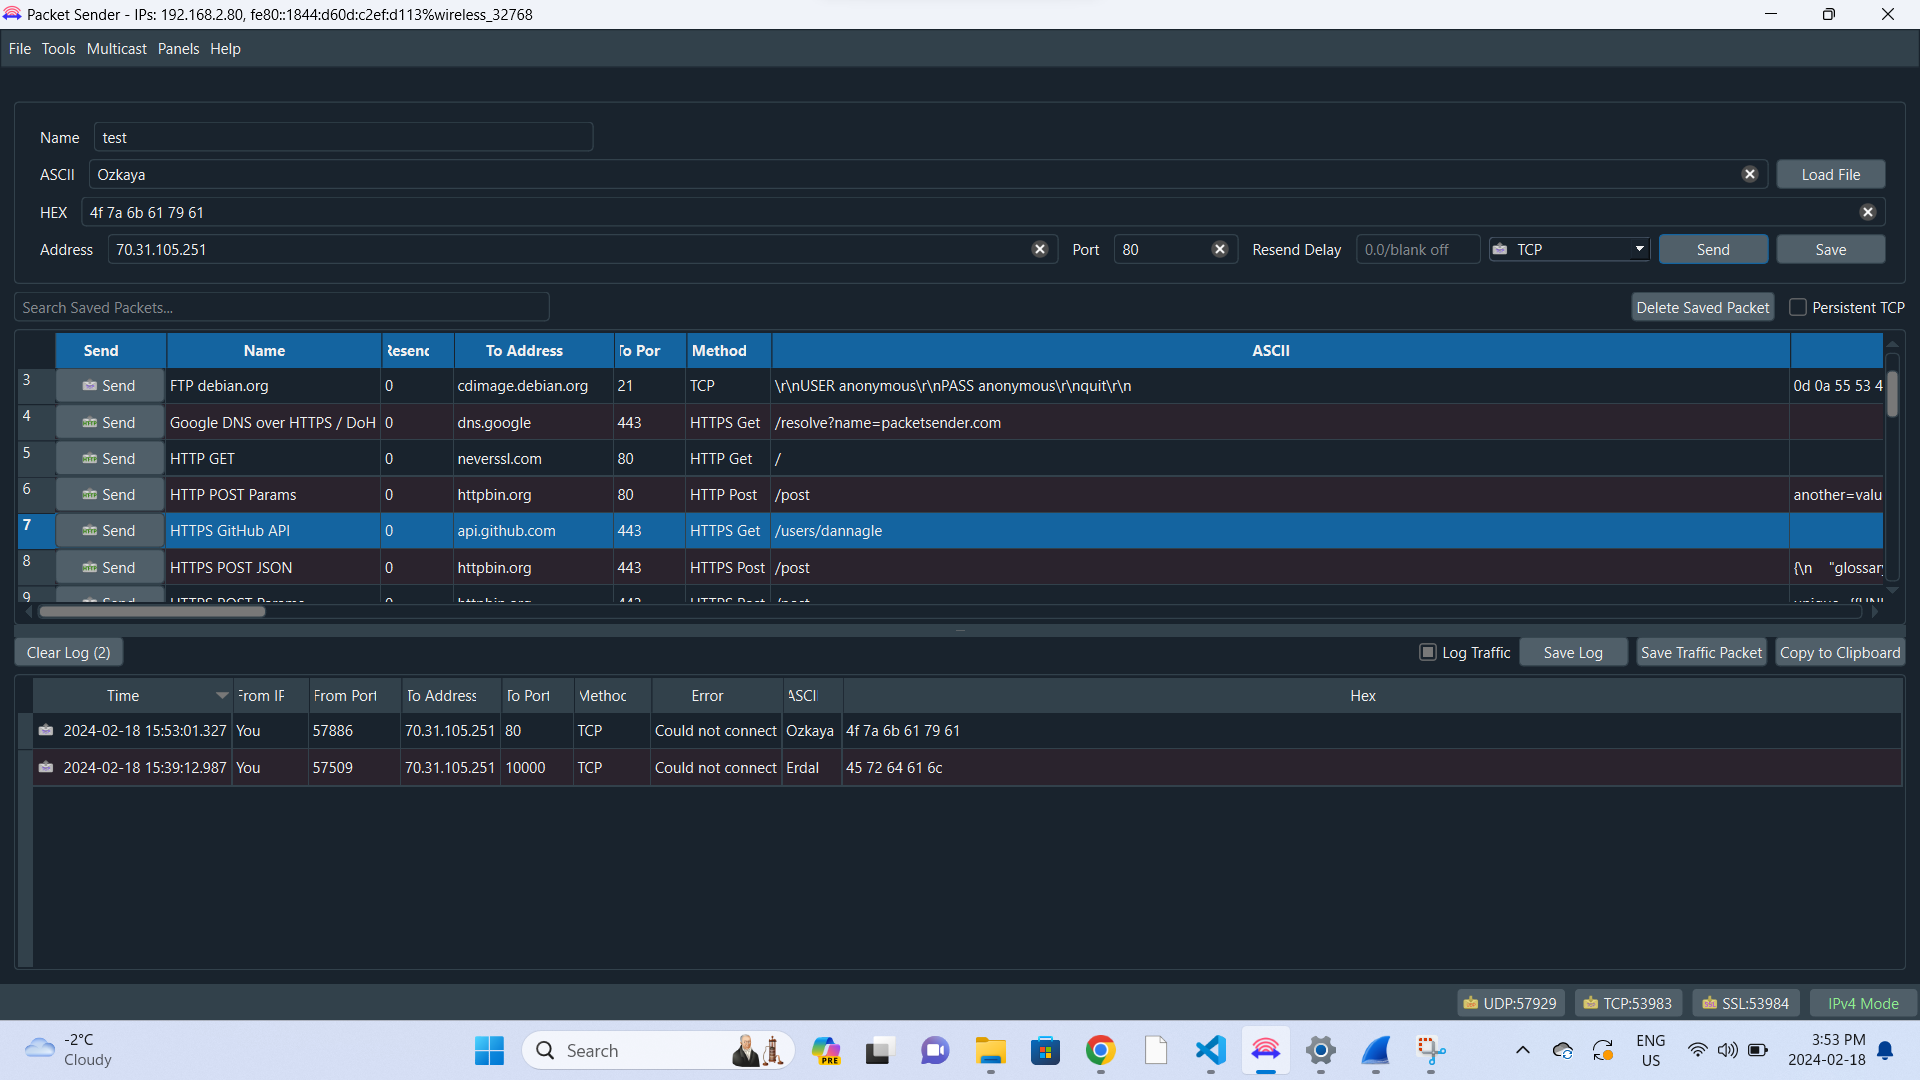 Packet Sender - IPs: 192.168.2.80, fe80::1844:d60d:c2ef:d113%wireless_32768
File Tools Multicast Panels Help
Name test
ASCII Ozkaya Load File
HEX 4f 7a 6b 61 79 61
Address 70.31.105.251 Port 80 Resend Delay 0.0/blank off TCP Send Save
Search Saved Packets... Delete Saved Packet Persistent TCP
Send Name Resend To Address To Por Method ASCII
3 Send FTP debian.org 0 cdimage.debian.org 21 TCP \r\nUSER anonymous\r\nPASS anonymous\r\nquit\r\n 0d 0a 55 53 4
4 Send Google DNS over HTTPS / DoH 0 dns.google 443 HTTPS Get /resolve?name=packetsender.com
5 Send HTTP GET 0 neverssl.com 80 HTTP Get /
6 Send HTTP POST Params 0 httpbin.org 80 HTTP Post /post another=valu
7 Send HTTPS GitHub API 0 api.github.com 443 HTTPS Get /users/dannagle
8 Send HTTPS POST JSON 0 httpbin.org 443 HTTPS Post /post {\n "glossar
9
Clear Log (2) Log Traffic Save Log Save Traffic Packet Copy to Clipboard
Time From IP From Port To Address To Port Method Error ASCII Hex
2024-02-18 15:53:01.327 You 57886 70.31.105.251 80 TCP Could not connect Ozkaya 4f 7a 6b 61 79 61
2024-02-18 15:39:12.987 You 57509 70.31.105.251 10000 TCP Could not connect Erdal 45 72 64 61 6c
UDP:57929 TCP:53983 SSL:53984 IPv4 Mode
-2°C
Cloudy
Search
PRE
ENG
US
3:53 PM
2024-02-18